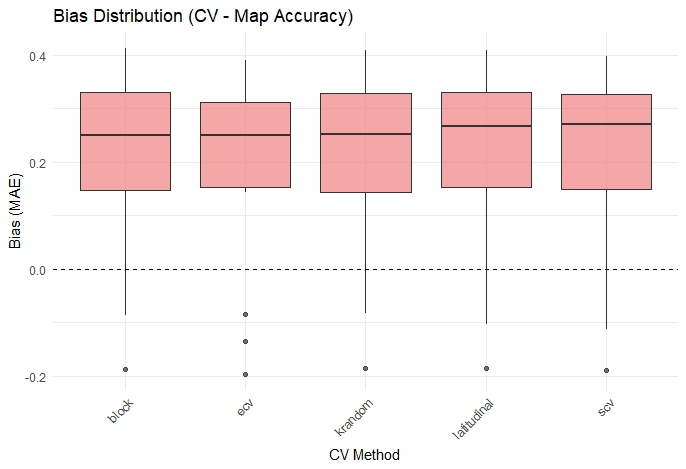 Bias Distribution (CV - Map Accuracy)
Bias (MAE)
0.4
0.2
0.0
-0.2
block
ecv
krandom
latitudinal
scv
CV Method